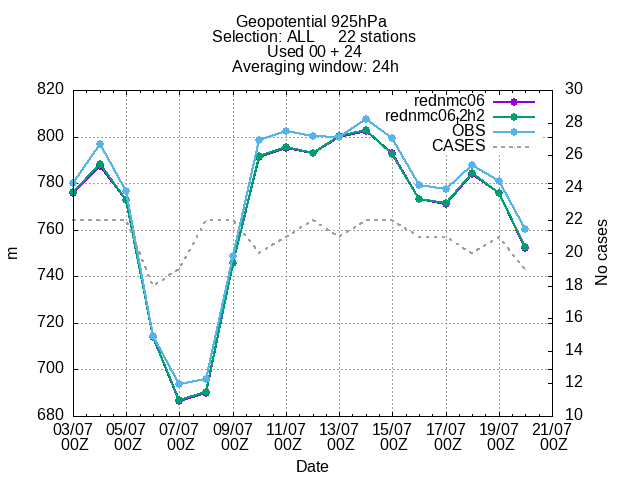 Geopotential 925hPa
Selection: ALL 22 stations
Used 00 + 24
Averaging window: 24h
820 30
rednmc06
rednmc06.2h2
OBS
CASES
800
780
760
740
720
700
680
28
26
24
22
20
18
16
14
12
10
m
No cases
03/07 05/07 07/07 09/07 11/07 13/07 15/07 17/07 19/07 21/07
00Z 00Z 00Z 00Z 00Z 00Z 00Z 00Z 00Z 00Z
Date